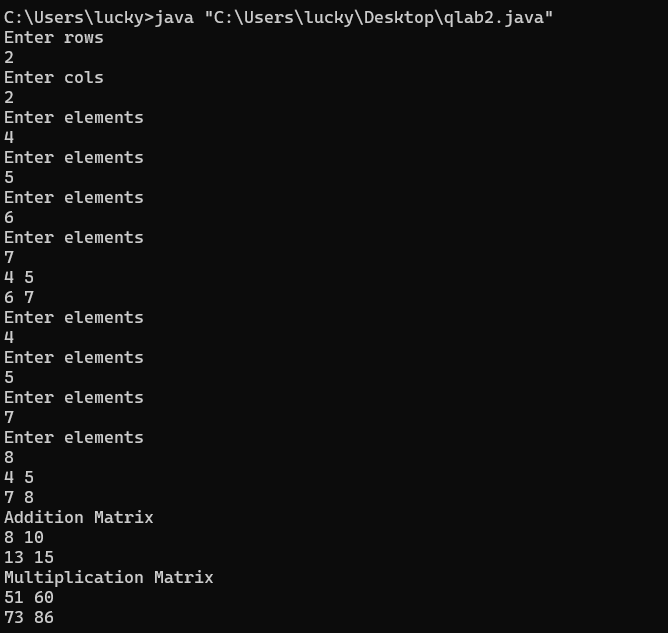 C:\Users\lucky>java "C:\Users\lucky\Desktop\qlab2.java"
Enter rows
2
Enter cols
2
Enter elements
4
Enter elements
5
Enter elements
6
Enter elements
7
4 5
6 7
Enter elements
4
Enter elements
5
Enter elements
7
Enter elements
8
4 5
7 8
Addition Matrix
8 10
13 15
Multiplication Matrix
51 60
73 86